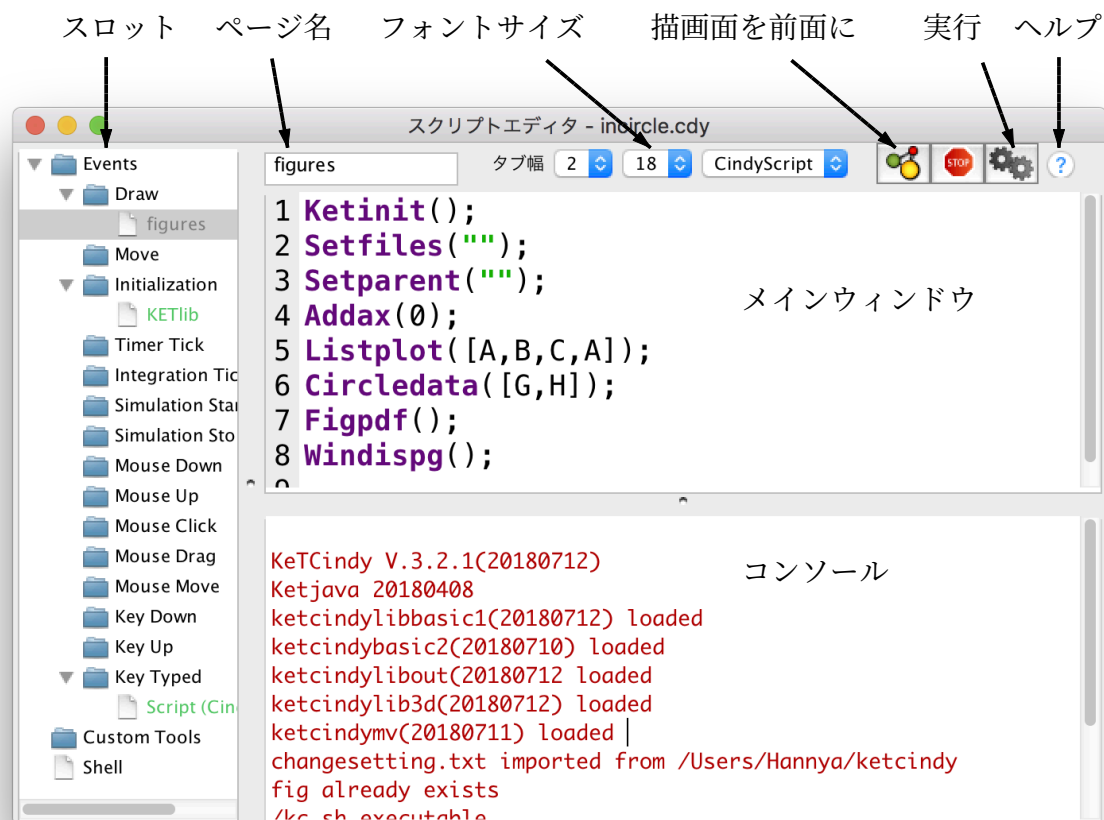 スロット ページ名 フォントサイズ 描画面を前面に 実行 ヘルプ
スクリプトエディタ - incircle.cdy
Events
Draw
figures
Move
Initialization
KETlib
Timer Tick
Integration Tic
Simulation Star
Simulation Sto
Mouse Down
Mouse Up
Mouse Click
Mouse Drag
Mouse Move
Key Down
Key Up
Key Typed
Script (Cin
Custom Tools
Shell
figures タブ幅 2 18 CindyScript STOP ?
1 Ketinit();
2 Setfiles("");
3 Setparent("");
4 Addax(0);
5 Listplot([A,B,C,A]);
6 Circledata([G,H]);
7 Figpdf();
8 Windispg();
9
メインウィンドウ
コンソール
KeTCindy V.3.2.1(20180712)
Ketjava 20180408
ketcindylibbasic1(20180712) loaded
ketcindybasic2(20180710) loaded
ketcindylibout(20180712 loaded
ketcindylib3d(20180712) loaded
ketcindymv(20180711) loaded
changesetting.txt imported from /Users/Hannya/ketcindy
fig already exists
/kc.sh executable